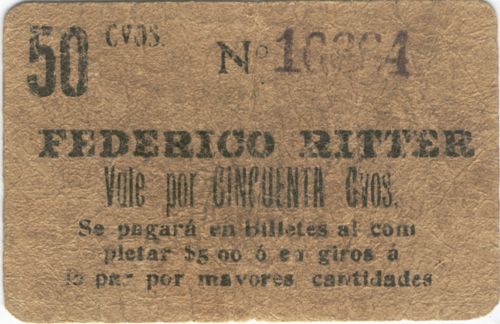 50 CVOS. Nº
FEDERICO RITTER
Vale por CINCUENTA Cvos.
Se pagará en Billetes al com
pletar $5.00 ó en giros á
la par por mayores cantidades